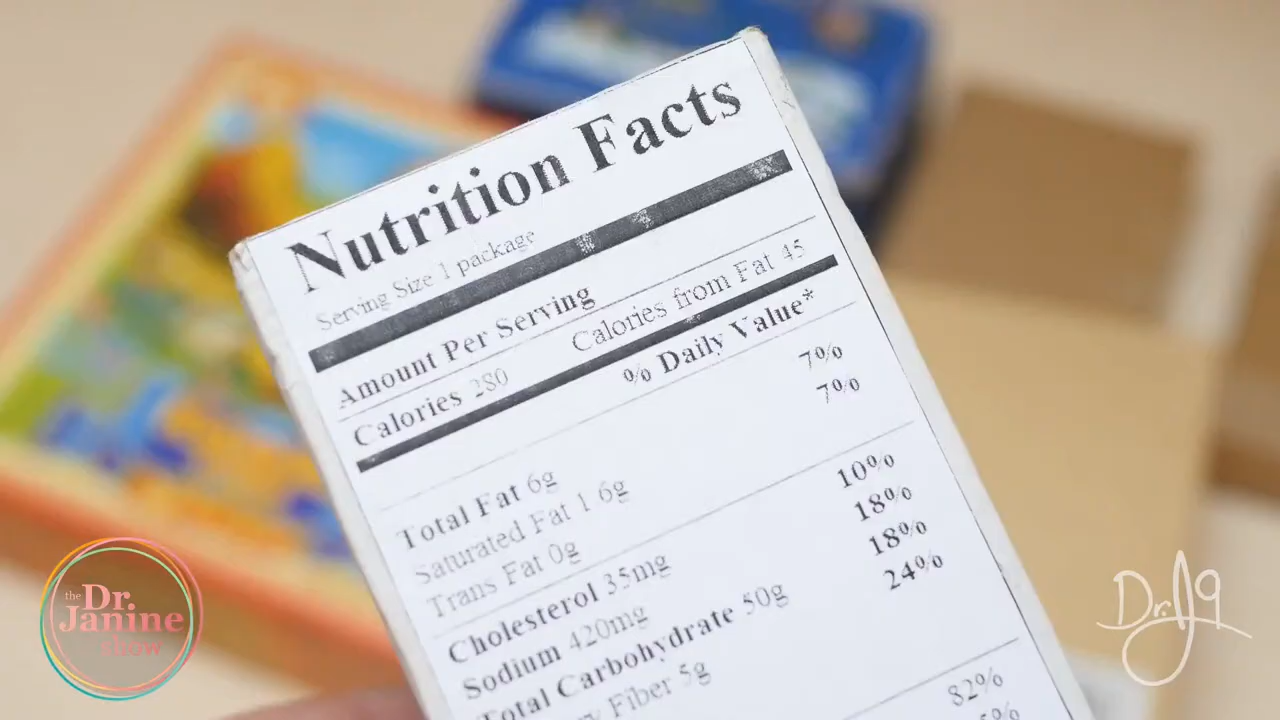 Nutrition Facts
Serving Size 1 package
Amount Per Serving
Calories 280 Calories from Fat 45
% Daily Value*
Total Fat 6g 7%
Saturated Fat 1 6g 7%
Trans Fat 0g
Cholesterol 35mg 10%
Sodium 420mg 18%
Total Carbohydrate 50g 18%
Fiber 5g 24%
82%
the Dr.
Janine
show
Dr.J9